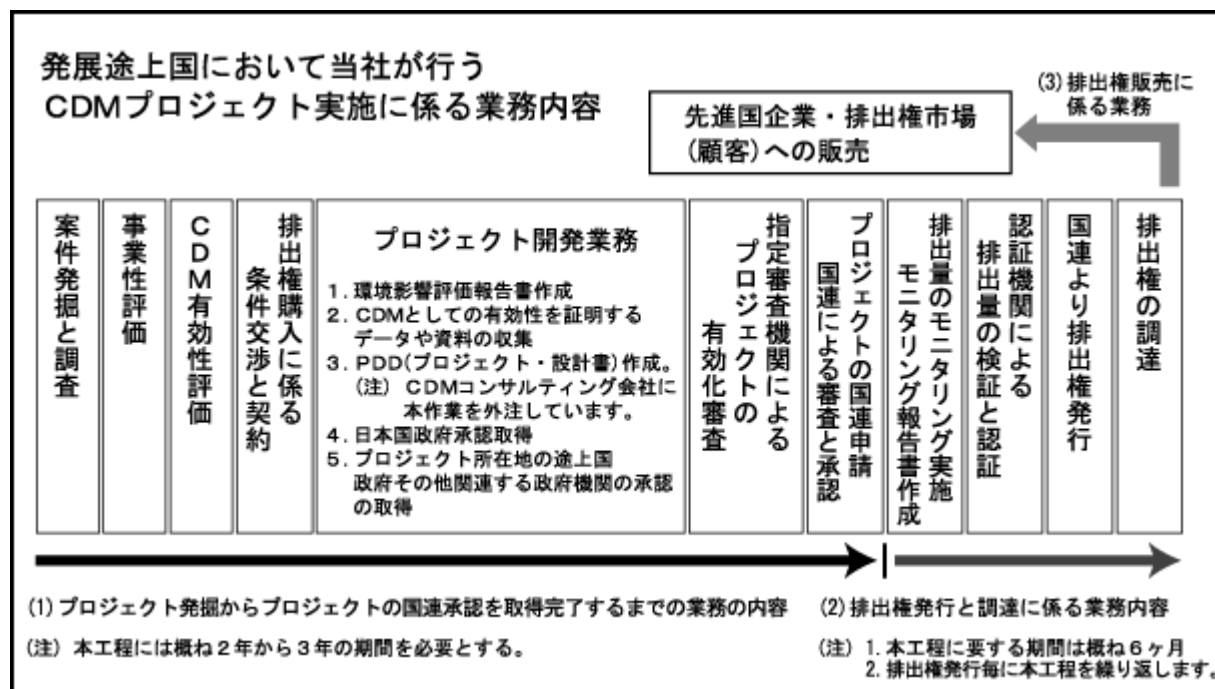 発展途上国において当社が行う
CDMプロジェクト実施に係る業務内容
(3) 排出権販売に
係る業務
先進国企業・排出権市場
(顧客)への販売
案件発掘と調査
事業性評価
CDM有効性評価
排出権購入に係る
条件交渉と契約
プロジェクト開発業務
1. 環境影響評価報告書作成
2. CDMとしての有効性を証明する
データや資料の収集
3. PDD(プロジェクト・設計書)作成。
(注) CDMコンサルティング会社に
本作業を外注しています。
4. 日本国政府承認取得
5. プロジェクト所在地の途上国
政府その他関連する政府機関の承認
の取得
指定審査機関による
プロジェクトの
有効化審査
プロジェクトの国連申請
国連による審査と承認
排出量のモニタリング実施
モニタリング報告書作成
認証機関による
排出量の検証と認証
国連より排出権発行
排出権の調達
(1) プロジェクト発掘からプロジェクトの国連承認を取得完了するまでの業務の内容
(注) 本工程には概ね2年から3年の期間を必要とする。
(2) 排出権発行と調達に係る業務内容
(注) 1. 本工程に要する期間は概ね6ヶ月
2. 排出権発行毎に本工程を繰り返します。